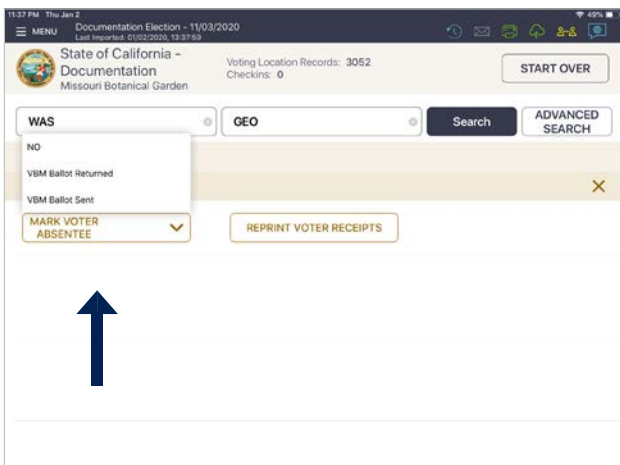 11:37 PM Thu Jan 2
49%
MENU
Documentation Election - 11/03/2020
Last Imported: 01/02/2020, 13:37:59
State of California -
Documentation
Missouri Botanical Garden
Voting Location Records: 3052
Checkins: 0
START OVER
WAS
GEO
Search
ADVANCED
SEARCH
NO
VBM Ballot Returned
VBM Ballot Sent
MARK VOTER
ABSENTEE
REPRINT VOTER RECEIPTS